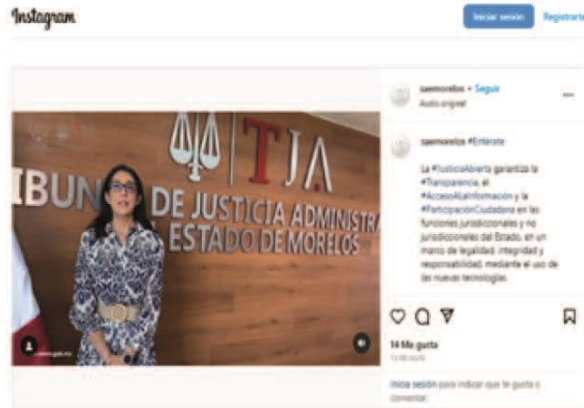 Instagram
Iniciar sesión Registrarte
saemorelos • Seguir
Audio original
saemorelos #Entérate
La #JusticiaAbierta garantiza la
#Transparencia, el
#AccesoALaInformación y la
#ParticipaciónCiudadana en las
funciones jurisdiccionales y no
jurisdiccionales del Estado, en un
marco de legalidad, integridad y
responsabilidad, mediante el uso de
las nuevas tecnologías.
TJA
IBUN DE JUSTICIA ADMINISTRA
ESTADO DE MORELOS
14 Me gusta
Inicia sesión para indicar que te gusta o
comentar.